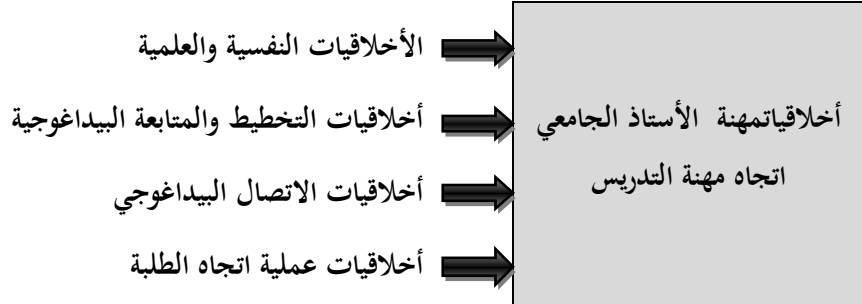 الأخلاقيات النفسية والعلمية
أخلاقيات التخطيط والمتابعة البيداغوجية
أخلاقيات الاتصال البيداغوجي
أخلاقيات عملية اتجاه الطلبة
أخلاقياتمهنة الأستاذ الجامعي
اتجاه مهنة التدريس